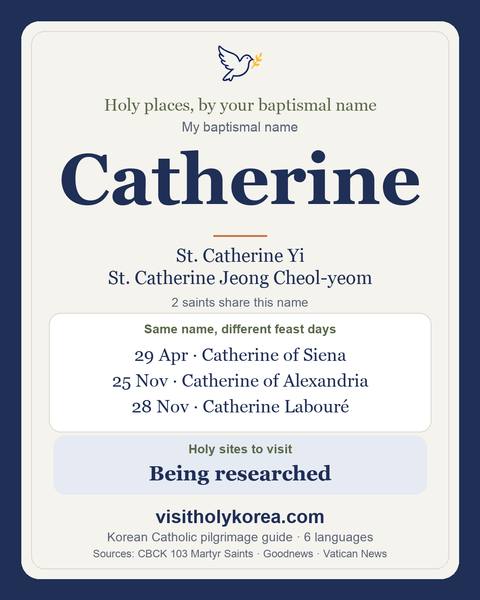 Holy places, by your baptismal name
My baptismal name
Catherine
St. Catherine Yi
St. Catherine Jeong Cheol-yeom
2 saints share this name
Same name, different feast days
29 Apr · Catherine of Siena
25 Nov · Catherine of Alexandria
28 Nov · Catherine Labouré
Holy sites to visit
Being researched
visitholykorea.com
Korean Catholic pilgrimage guide · 6 languages
Sources: CBCK 103 Martyr Saints · Goodnews · Vatican News